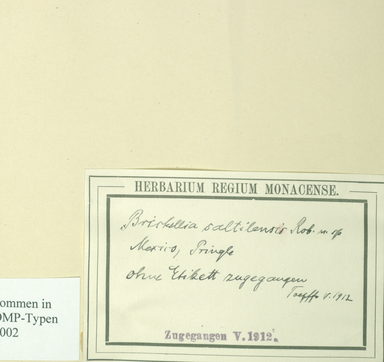 HERBARIUM REGIUM MONACENSE.
Brickellia saltilensis Rob. n. sp
Mexico, Pringle
ohne Etikett zugegangen
V. 1912
Zugegangen V. 1912.
ommen in
OMP-Typen
002